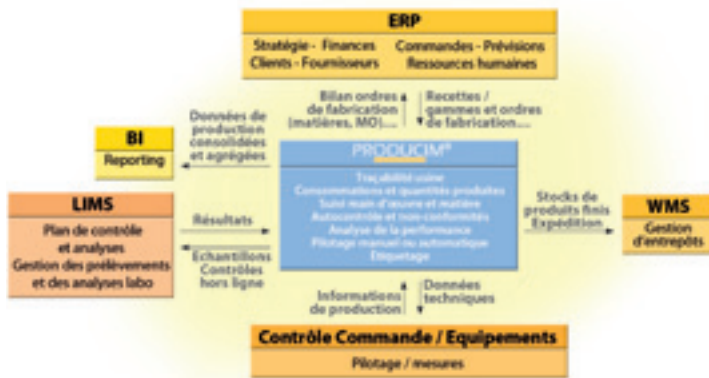 ERP
Stratégie - Finances Commandes - Prévisions
Clients - Fournisseurs Ressources humaines
Bilan ordres
de fabrication
(matières, MO)....
Recettes /
gammes et ordres
de fabrication....
Données de
production
consolidées
et agrégées
BI
Reporting
PRODUCIM®
Traçabilité usine
Consommations et quantités produites
Suivi main d'œuvre et matière
Autocontrôle et non-conformités
Analyse de la performance
Pilotage manuel ou automatique
Etiquetage
LIMS
Plan de contrôle
et analyses
Gestion des prélèvements
et des analyses labo
Résultats
Echantillons
Contrôles
hors ligne
Stocks de
produits finis
Expédition
WMS
Gestion
d'entrepôts
Informations
de production
Données
techniques
Contrôle Commande / Equipements
Pilotage / mesures